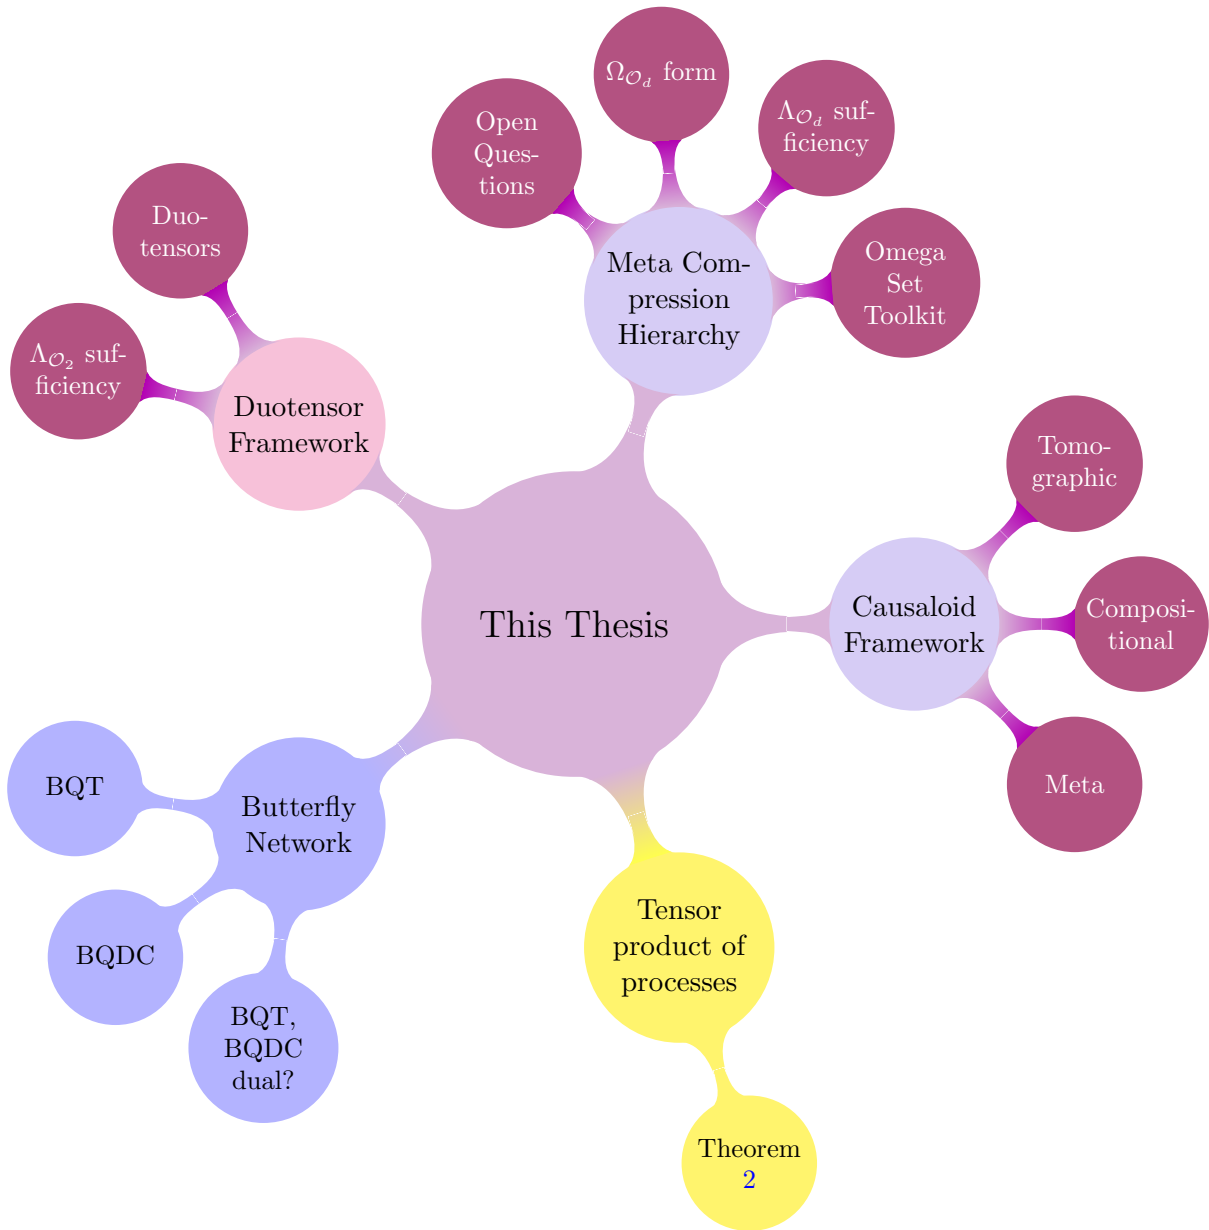 Ω_{𝒪_d} form
Open
Ques-
tions
Λ_{𝒪_d} suf-
ficiency
Omega
Set
Toolkit
Meta Com-
pression
Hierarchy
Duo-
tensors
Λ_{𝒪_2} suf-
ficiency
Duotensor
Framework
Tomo-
graphic
Composi-
tional
Meta
Causaloid
Framework
This Thesis
BQT
BQDC
BQT,
BQDC
dual?
Butterfly
Network
Tensor
product of
processes
Theorem
2